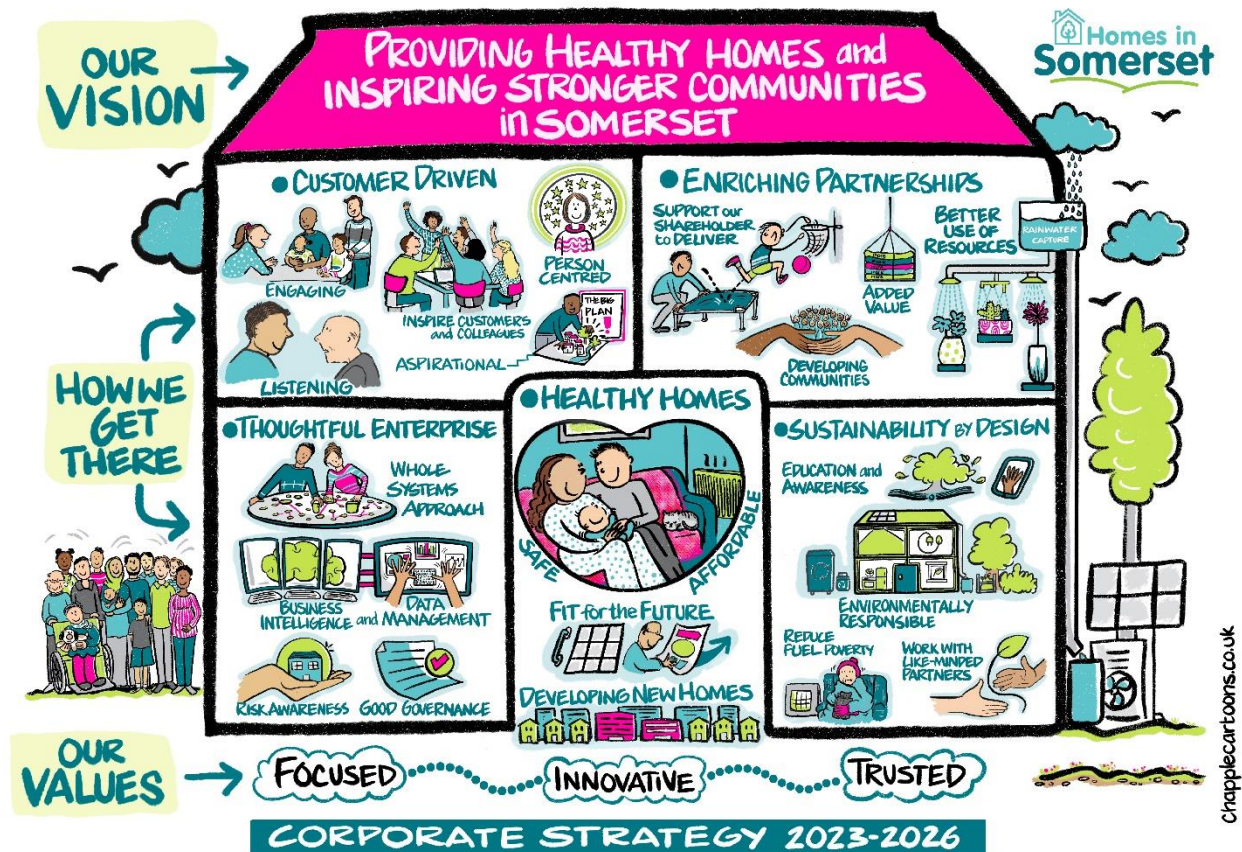 OUR
VISION
PROVIDING HEALTHY HOMES and
INSPIRING STRONGER COMMUNITIES
in SOMERSET
Homes in
Somerset
HOW WE
GET
THERE
CUSTOMER DRIVEN
ENGAGING
INSPIRE CUSTOMERS
and COLLEAGUES
PERSON
CENTRED
LISTENING
ASPIRATIONAL
THE BIG
PLAN
!
ENRICHING PARTNERSHIPS
SUPPORT our
SHAREHOLDER
to DELIVER
ADDED
VALUE
BETTER
USE OF
RESOURCES
RAINWATER
CAPTURE
DEVELOPING
COMMUNITIES
THOUGHTFUL ENTERPRISE
WHOLE
SYSTEMS
APPROACH
BUSINESS
INTELLIGENCE and
DATA
MANAGEMENT
RISK AWARENESS
GOOD GOVERNANCE
HEALTHY HOMES
SAFE
AFFORDABLE
FIT for the FUTURE
DEVELOPING NEW HOMES
SUSTAINABILITY BY DESIGN
EDUCATION and
AWARENESS
ENVIRONMENTALLY
RESPONSIBLE
REDUCE
FUEL POVERTY
WORK WITH
LIKE-MINDED
PARTNERS
OUR
VALUES
FOCUSED
INNOVATIVE
TRUSTED
CORPORATE STRATEGY 2023-2026
chapplecartoons.co.uk